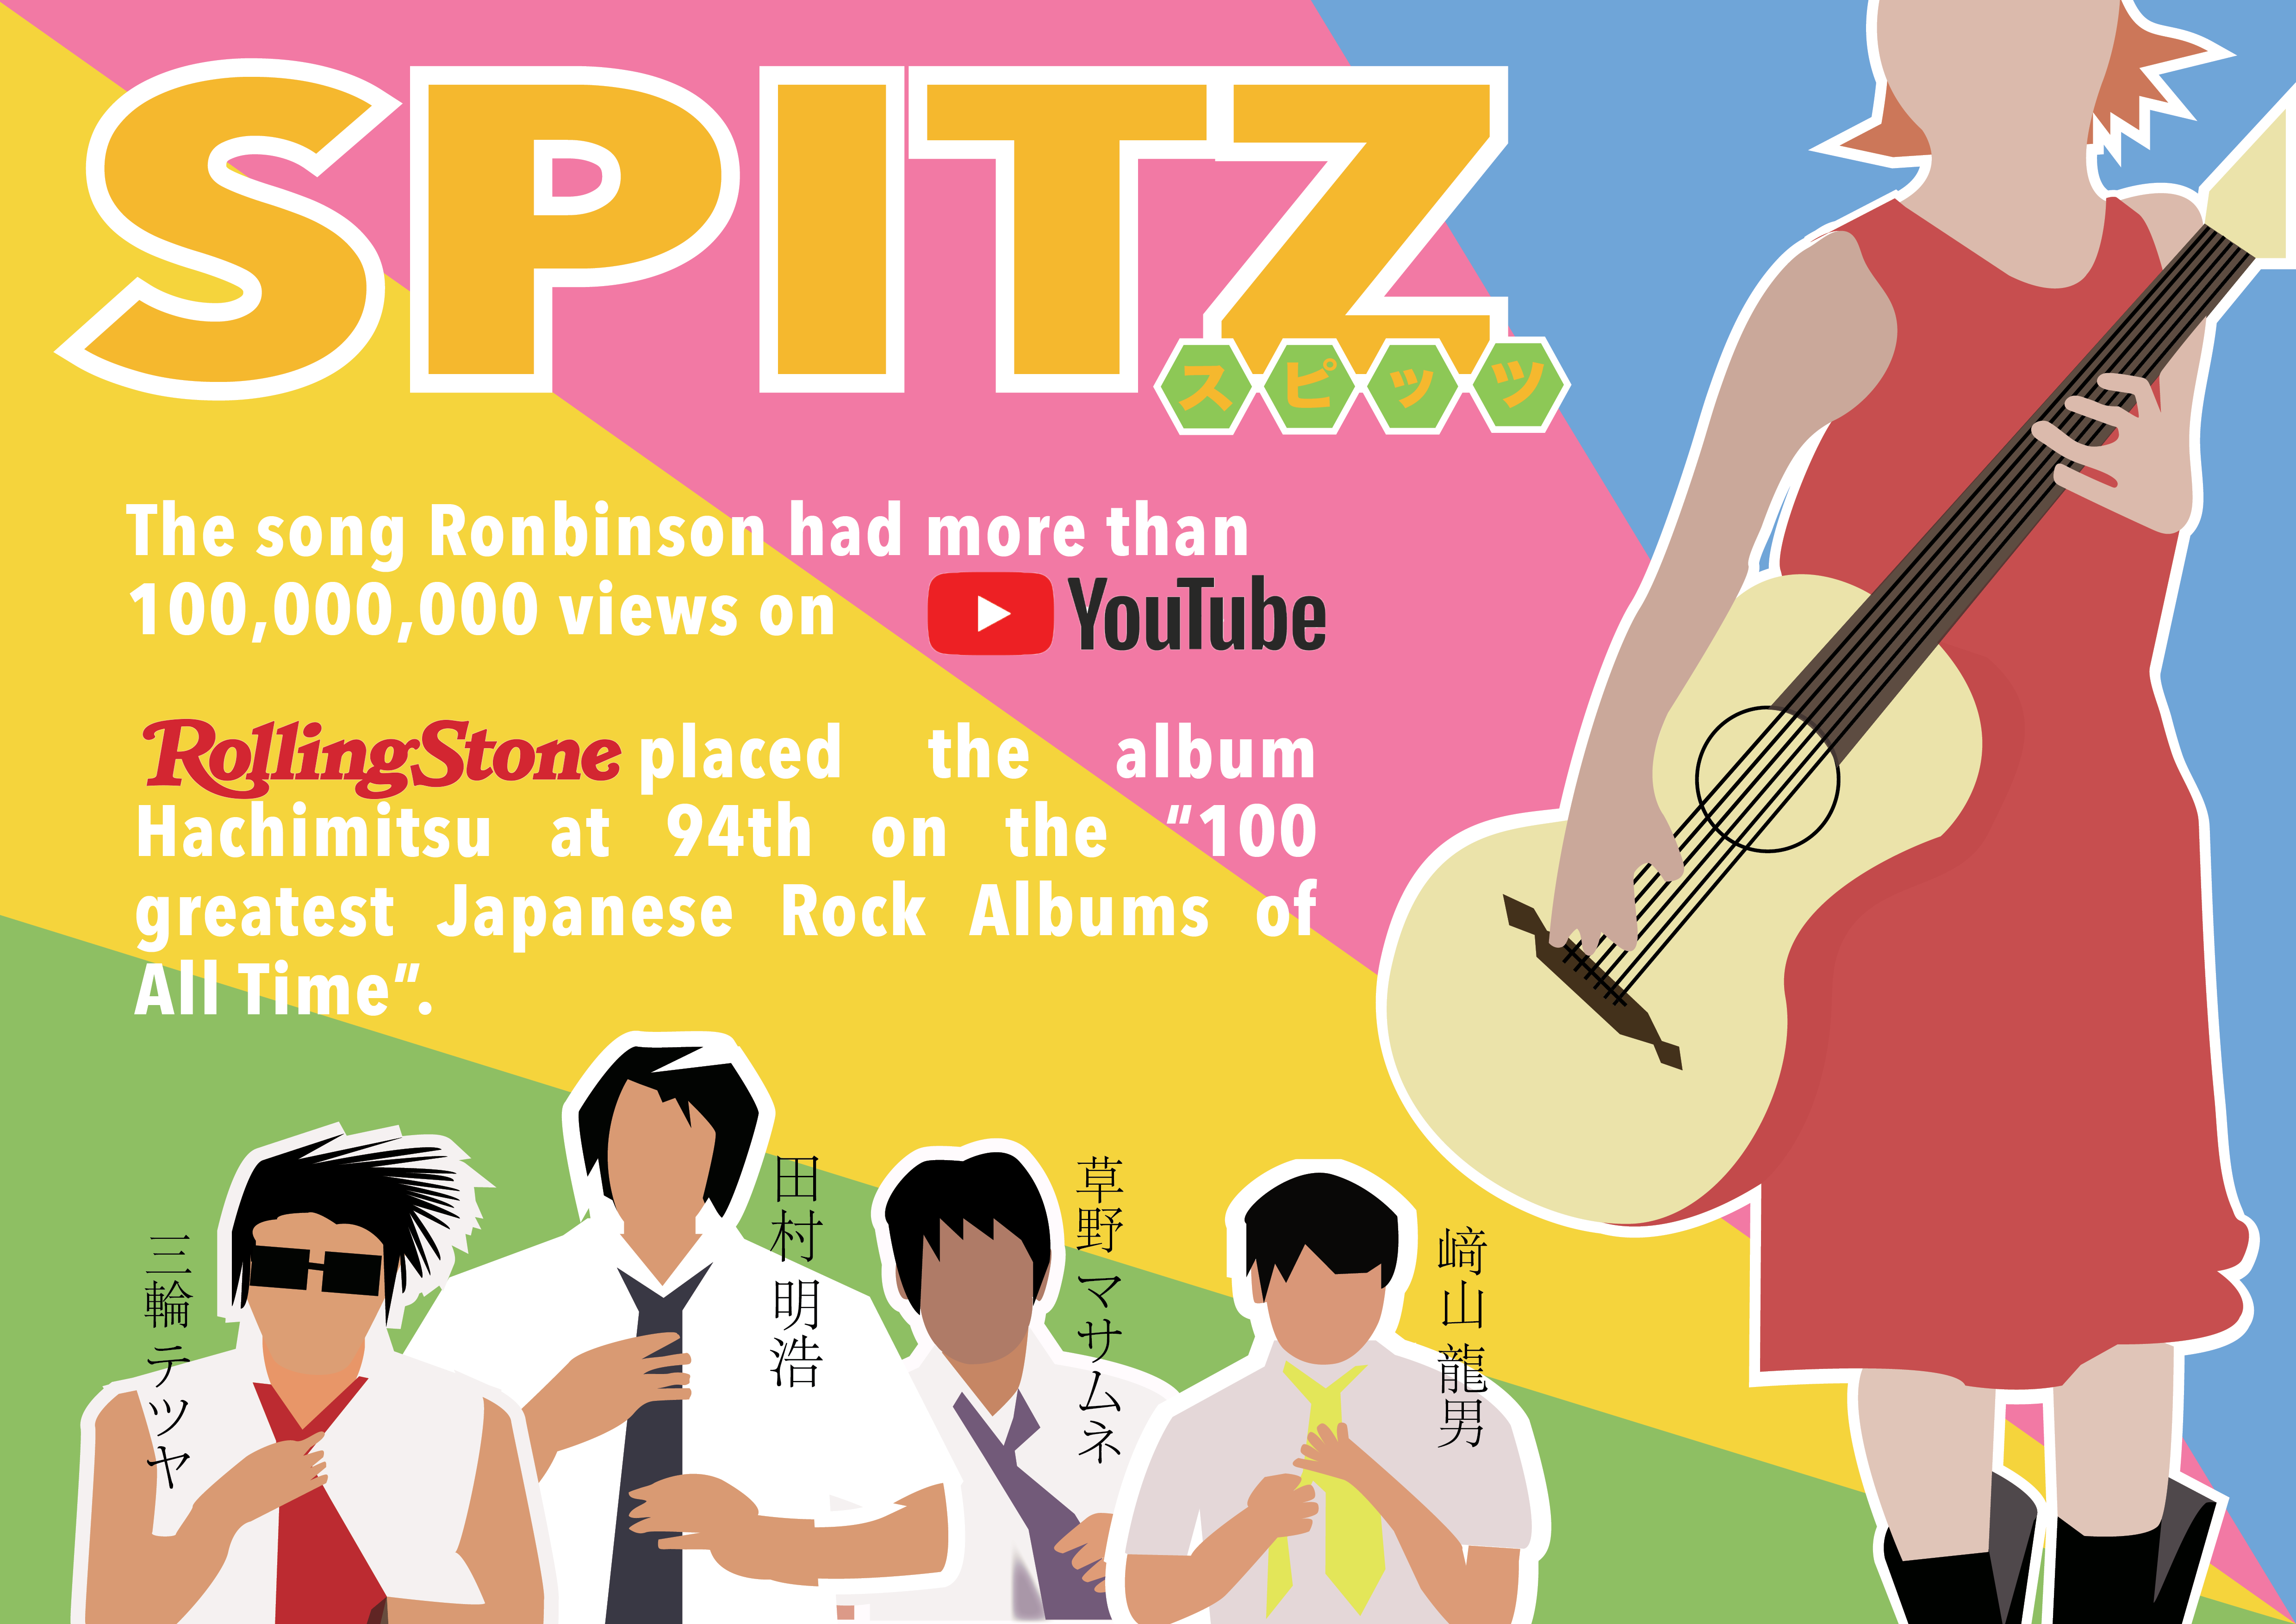 SPITZ
スピッツ
The song Ronbinson had more than
100,000,000 views on YouTube
RollingStone placed the album
Hachimitsu at 94th on the “100
greatest Japanese Rock Albums of
All Time”.
三輪テツヤ
田村明浩
草野マサムネ
﨑山龍男